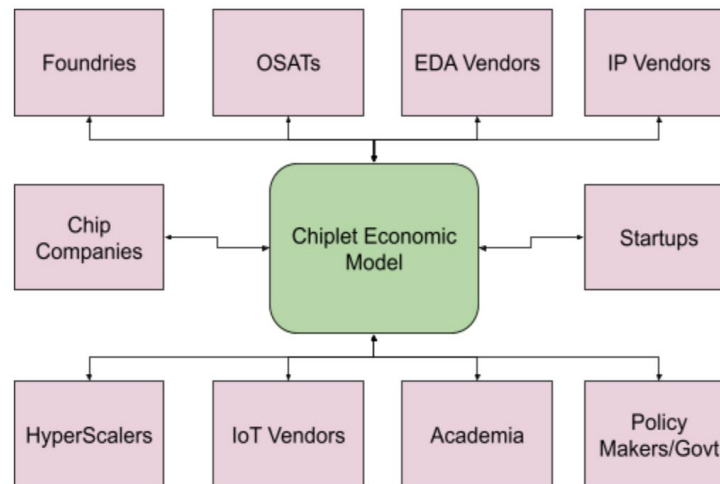 Foundries
OSATs
EDA Vendors
IP Vendors
Chip
Companies
Chiplet Economic
Model
Startups
HyperScalers
IoT Vendors
Academia
Policy
Makers/Govt